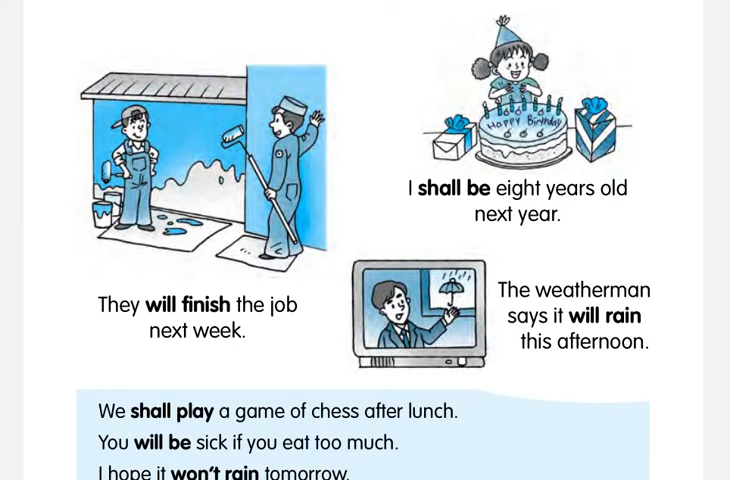 Happy Birthday
I shall be eight years old
next year.
They will finish the job
next week.
The weatherman
says it will rain
this afternoon.
We shall play a game of chess after lunch.
You will be sick if you eat too much.
I hope it won't rain tomorrow.